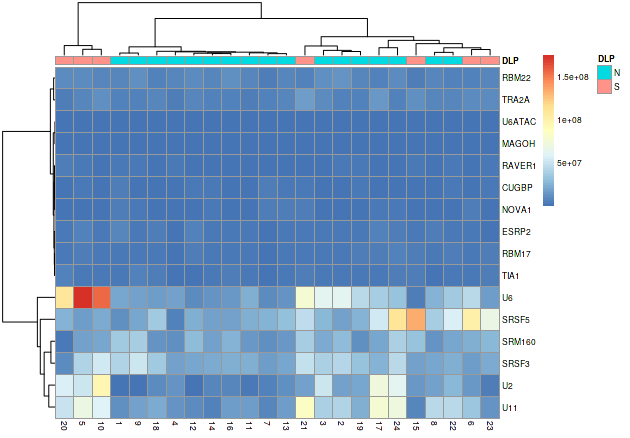 DLP
DLP
N
S
1.5e+08
1e+08
5e+07
RBM22
TRA2A
U6ATAC
MAGOH
RAVER1
CUGBP
NOVA1
ESRP2
RBM17
TIA1
U6
SRSF5
SRM160
SRSF3
U2
U11
20 5 10 1 9 18 4 12 14 16 11 7 13 21 3 2 19 17 24 15 8 22 6 23